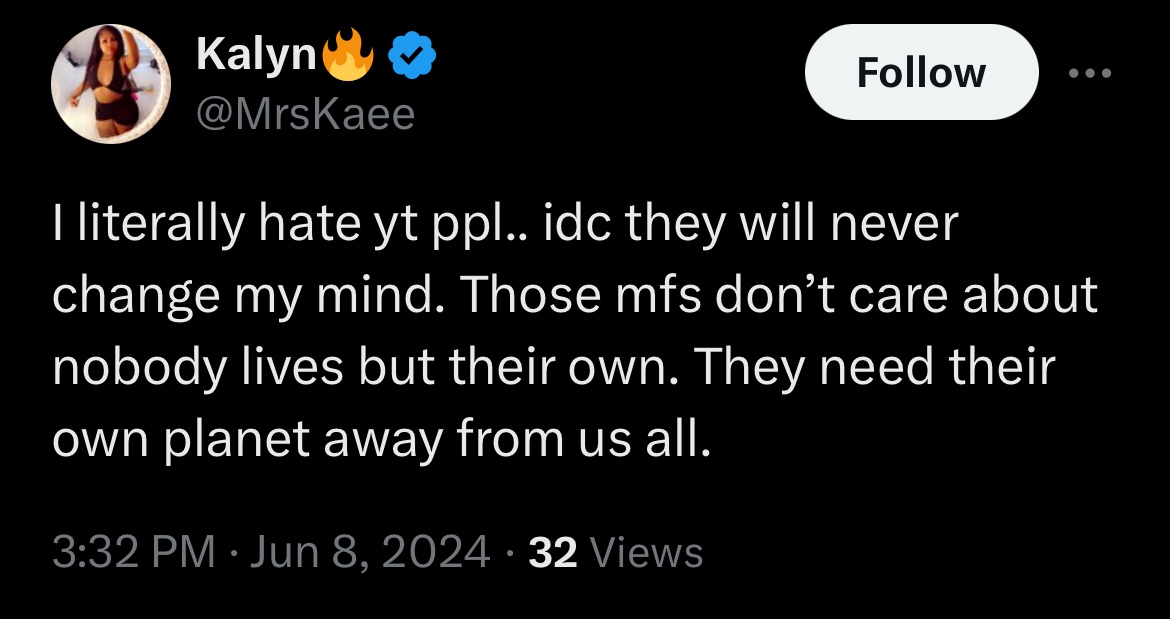 Kalyn🔥
@MrsKaee
Follow
I literally hate yt ppl.. idc they will never
change my mind. Those mfs don’t care about
nobody lives but their own. They need their
own planet away from us all.
3:32 PM · Jun 8, 2024 · 32 Views